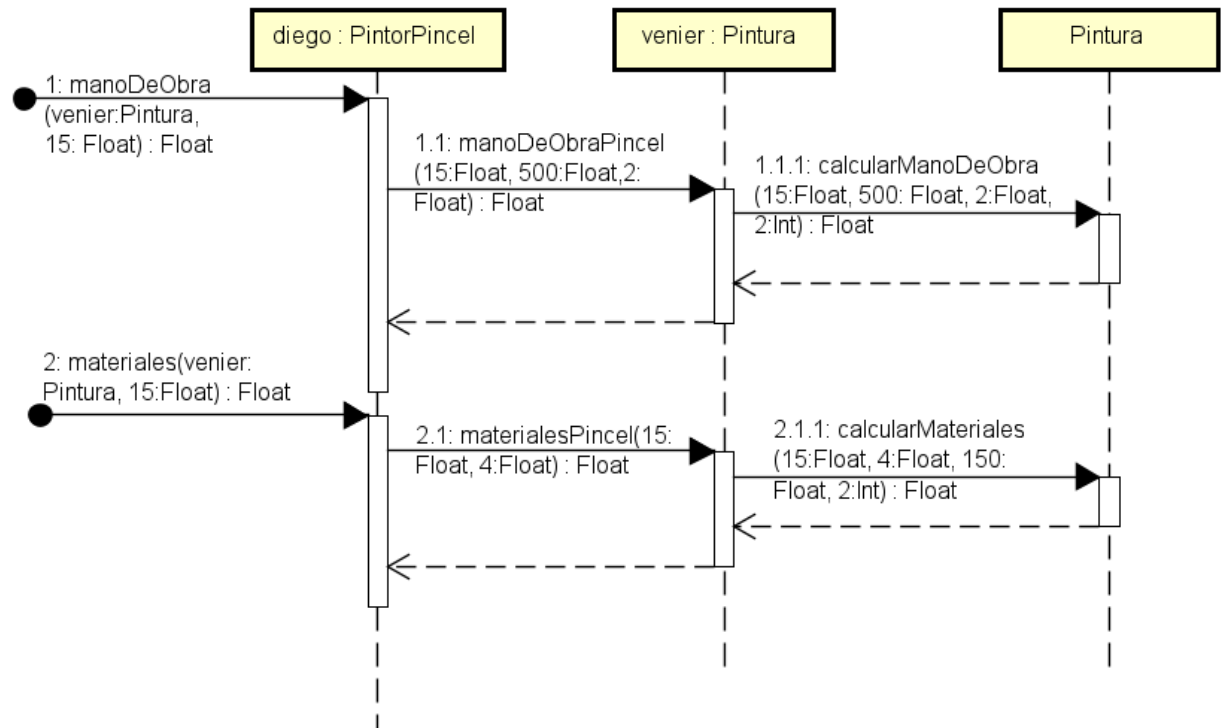 diego : PintorPincel
venier : Pintura
Pintura
1: manoDeObra
(venier:Pintura,
15: Float) : Float
1.1: manoDeObraPincel
(15:Float, 500:Float,2:
Float) : Float
1.1.1: calcularManoDeObra
(15:Float, 500: Float, 2:Float,
2:Int) : Float
2: materiales(venier:
Pintura, 15:Float) : Float
2.1: materialesPincel(15:
Float, 4:Float) : Float
2.1.1: calcularMateriales
(15:Float, 4:Float, 150:
Float, 2:Int) : Float